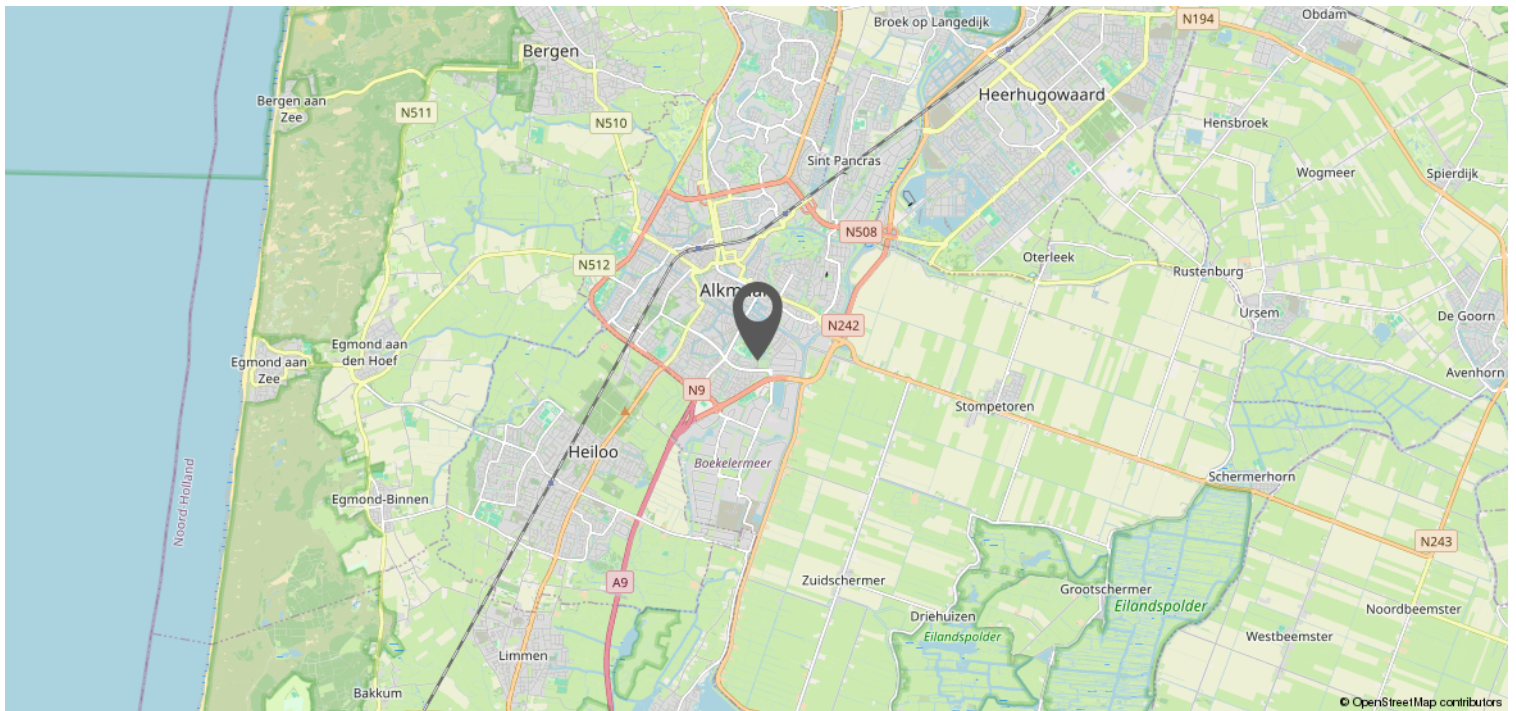 Broek op Langedijk
Obdam
N194
Bergen
Heerhugowaard
Bergen aan
Zee
N511
N510
Hensbroek
Sint Pancras
Wogmeer
Spierdijk
N508
Oterleek
N512
Rustenburg
Alkmaar
Ursem
De Goorn
N242
Egmond aan
den Hoef
Egmond aan
Zee
Avenhorn
N9
Stompetoren
Heiloo
Boekelermeer
Schermerhorn
Noord-Holland
Egmond-Binnen
N243
A9
Zuidschermer
Grootschermer
Eilandspolder
Noordbeemster
Driehuizen
Eilandspolder
Westbeemster
Limmen
Bakkum
© OpenStreetMap contributors